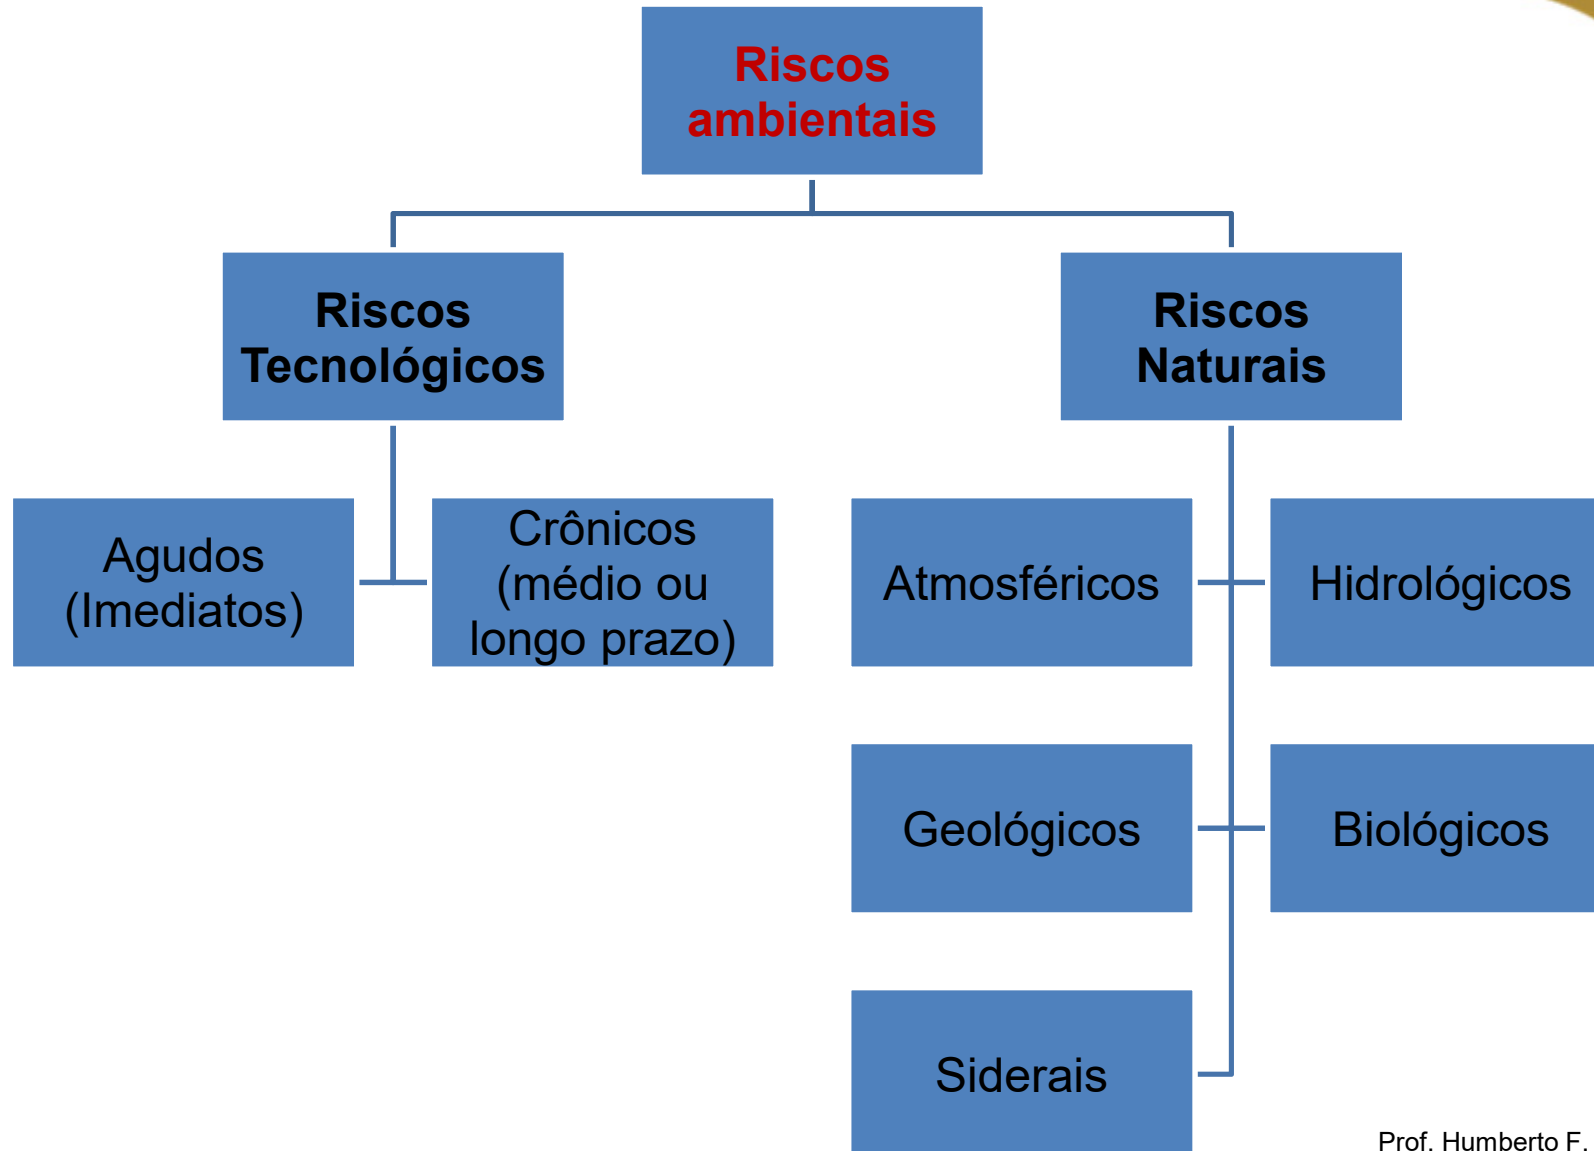 Riscos
ambientais
Riscos
Tecnológicos
Riscos
Naturais
Agudos
(Imediatos)
Crônicos
(médio ou
longo prazo)
Atmosféricos
Hidrológicos
Geológicos
Biológicos
Siderais
Prof. Humberto F.